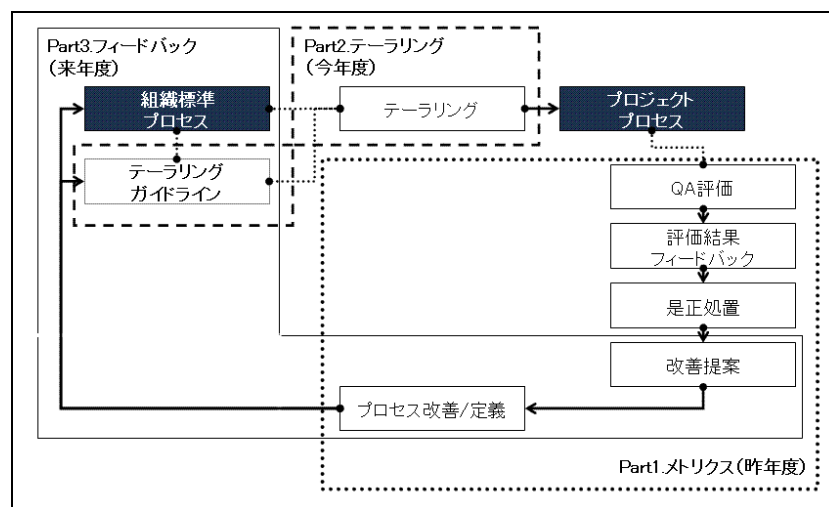 Part3.フィードバック
（来年度）
Part2.テーラリング
（今年度）
組織標準
プロセス
テーラリング
プロジェクト
プロセス
テーラリング
ガイドライン
QA評価
評価結果
フィードバック
是正処置
改善提案
プロセス改善/定義
Part1.メトリクス（昨年度）